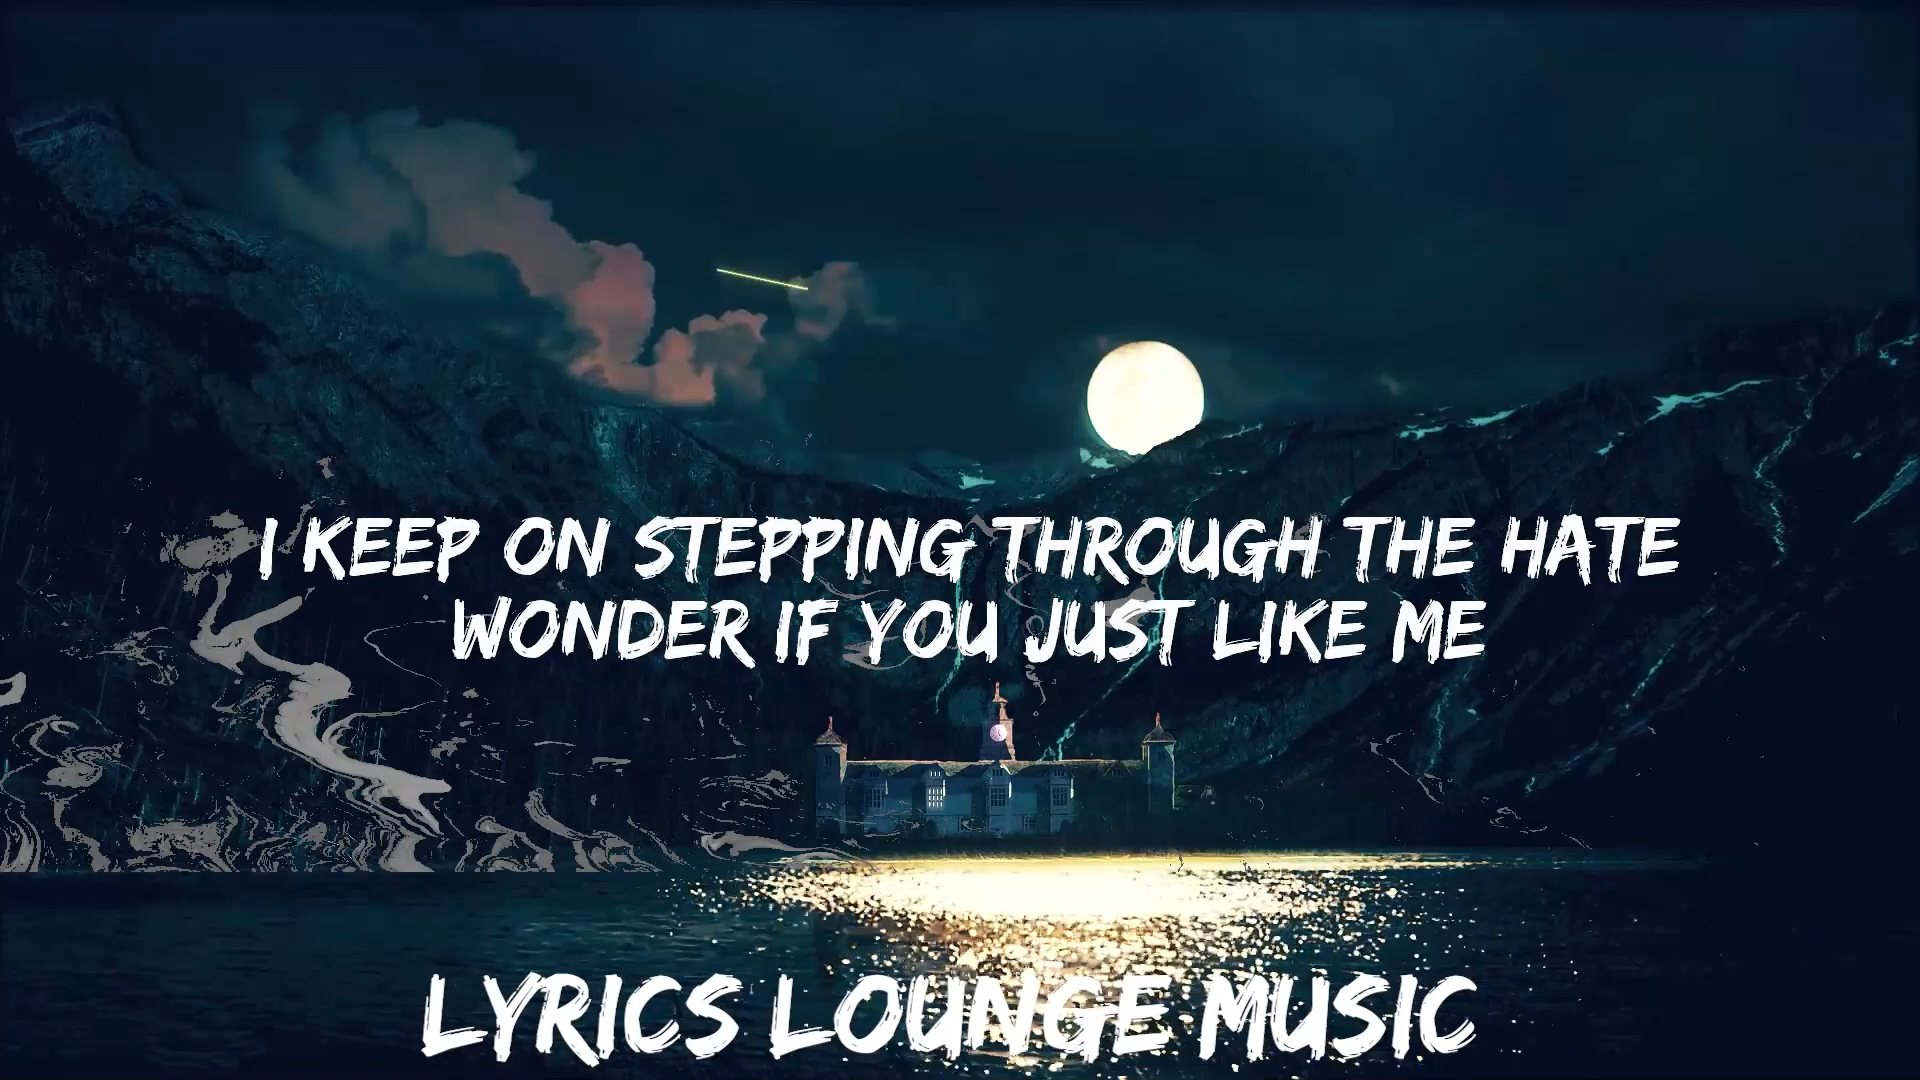 I KEEP ON STEPPING THROUGH THE HATE
WONDER IF YOU JUST LIKE ME
LYRICS LOUNGE MUSIC